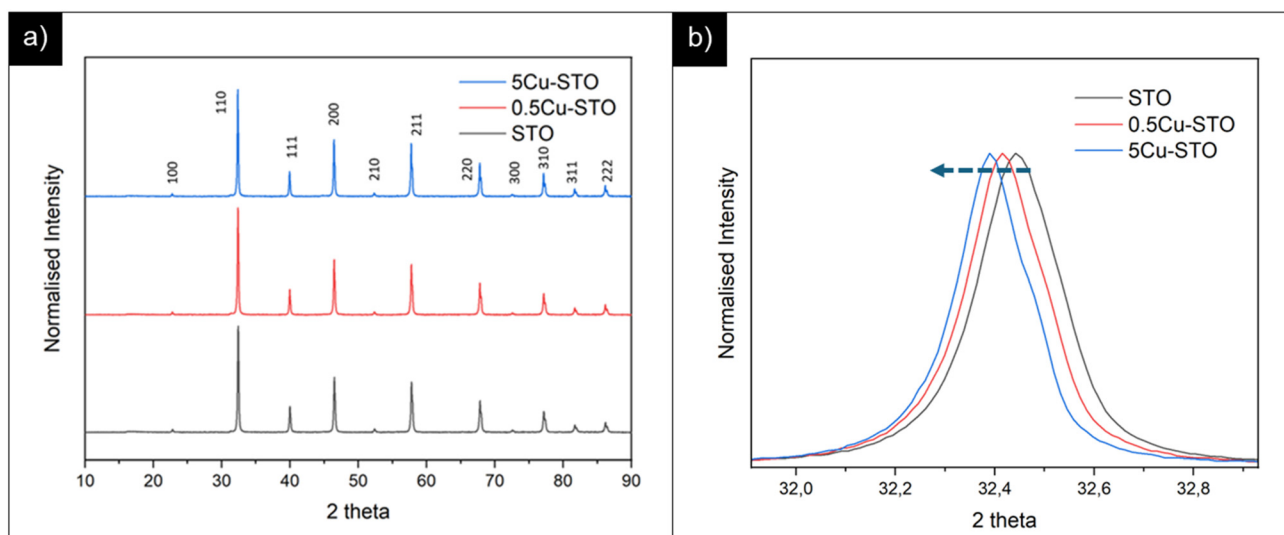 a)
5Cu-STO
0.5Cu-STO
STO
100
110
111
200
210
211
220
300
310
311
222
Normalised Intensity
10 20 30 40 50 60 70 80 90
2 theta
b)
STO
0.5Cu-STO
5Cu-STO
Normalised Intensity
32,0 32,2 32,4 32,6 32,8
2 theta